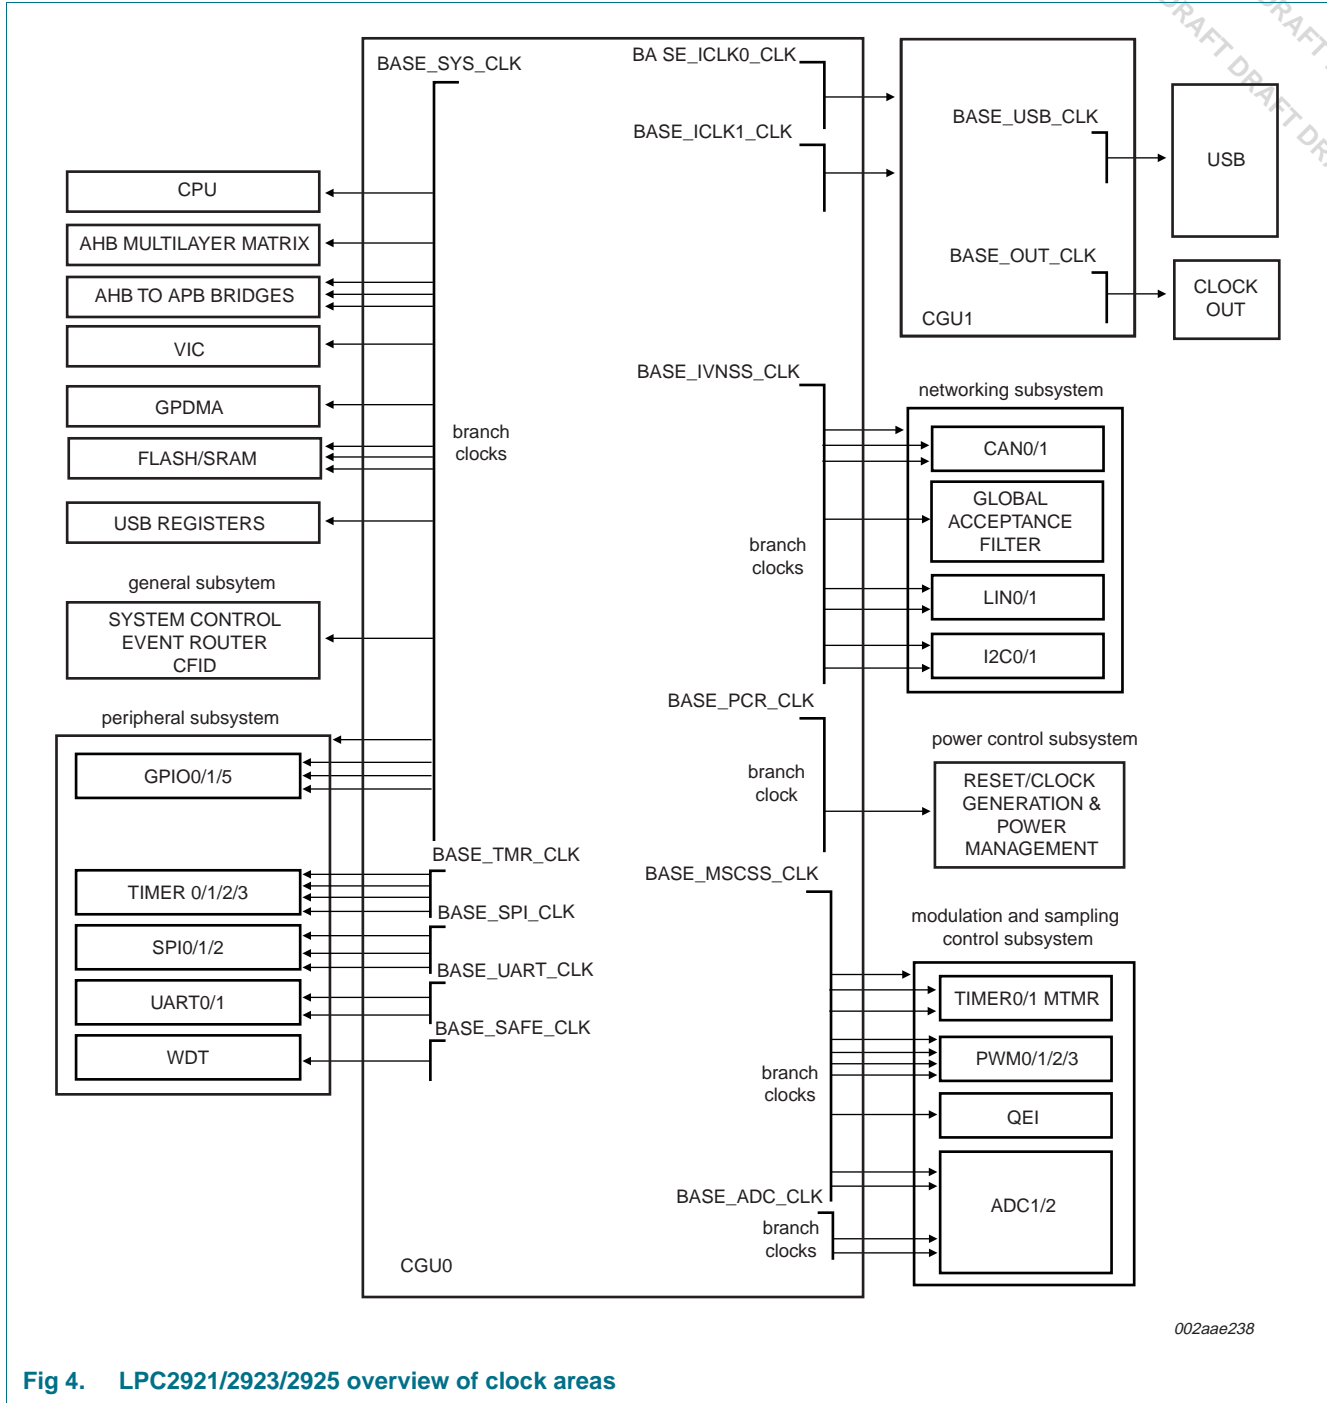 DRAFT DRAFT DRA
DRAFT
BASE_SYS_CLK
BA SE_ICLK0_CLK
BASE_ICLK1_CLK
BASE_USB_CLK
USB
BASE_OUT_CLK
CLOCK
OUT
CGU1
CPU
AHB MULTILAYER MATRIX
AHB TO APB BRIDGES
VIC
GPDMA
FLASH/SRAM
USB REGISTERS
branch
clocks
general subsytem
SYSTEM CONTROL
EVENT ROUTER
CFID
peripheral subsystem
GPIO0/1/5
BASE_TMR_CLK
TIMER 0/1/2/3
BASE_SPI_CLK
SPI0/1/2
BASE_UART_CLK
UART0/1
BASE_SAFE_CLK
WDT
BASE_IVNSS_CLK
networking subsystem
CAN0/1
GLOBAL
ACCEPTANCE
FILTER
branch
clocks
LIN0/1
I2C0/1
BASE_PCR_CLK
power control subsystem
branch
clock
RESET/CLOCK
GENERATION &
POWER
MANAGEMENT
BASE_MSCSS_CLK
modulation and sampling
control subsystem
TIMER0/1 MTMR
PWM0/1/2/3
branch
clocks
QEI
BASE_ADC_CLK
ADC1/2
branch
clocks
CGU0
002aae238
Fig 4. LPC2921/2923/2925 overview of clock areas